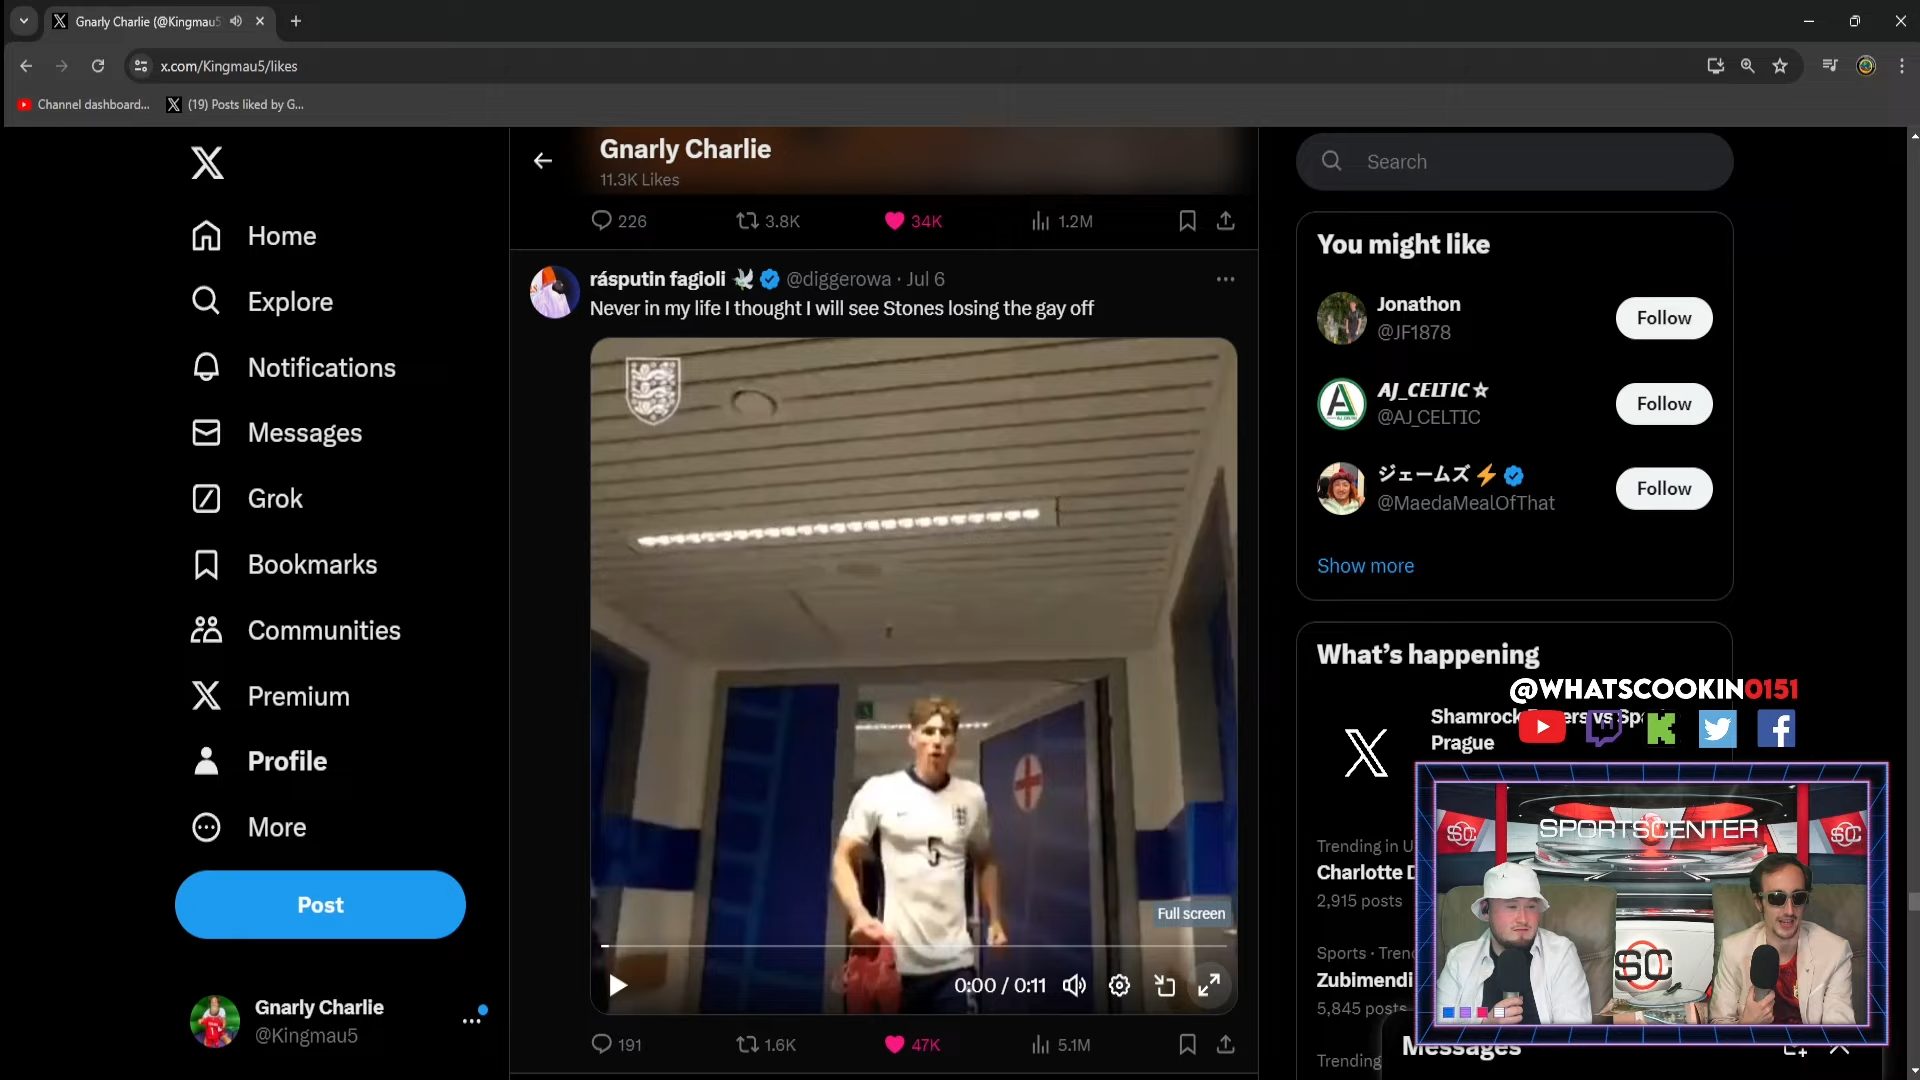 Gnarly Charlie (@Kingmau5
x.com/Kingmau5/likes
Channel dashboard...
(19) Posts liked by G...
Gnarly Charlie
11.3K Likes
226
3.8K
34K
1.2M
Home
Explore
Notifications
Messages
Grok
Bookmarks
Communities
Premium
Profile
More
Post
Gnarly Charlie
@Kingmau5
rásputin fagioli @diggerowa · Jul 6
Never in my life I thought I will see Stones losing the gay off
5
Full screen
0:00 / 0:11
191
1.6K
47K
5.1M
Search
You might like
Jonathon
@JF1878
Follow
AJ_CELTIC☆
@AJ_CELTIC
Follow
ジェームズ⚡
@MaedaMealOfThat
Follow
Show more
What's happening
@WHATSCOOKIN0151
Shamrock
Prague
Trending in U
Charlotte D
2,915 posts
Sports · Tren
Zubimendi
5,845 posts
Trending
SPORTSCENTER
SC
SC
SC
Messages